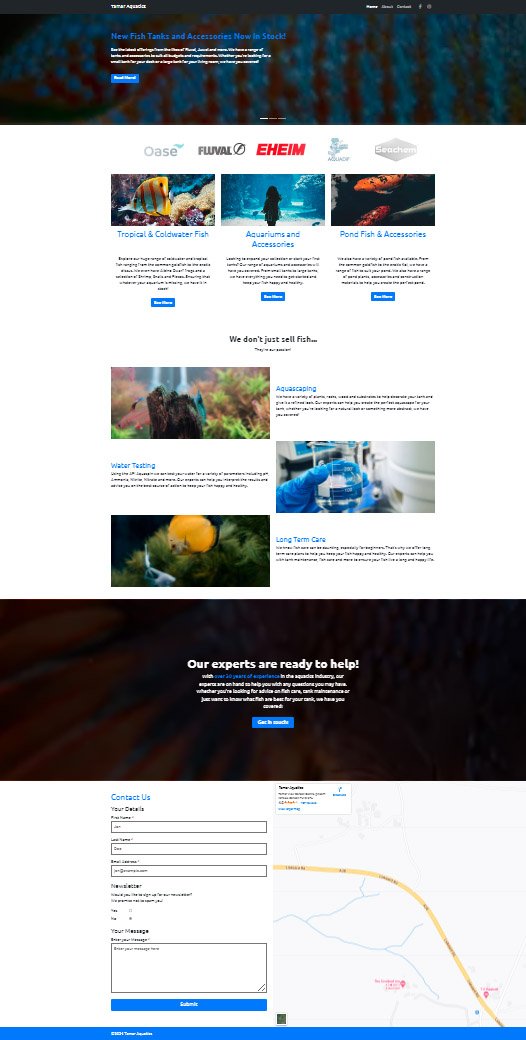 Tamar Aquatics
Home About Contact
New Fish Tanks and Accessories Now In Stock!
See the latest offerings from the likes of Fluval, Juwel and more. We have a range of
tanks and accessories to suit all budgets and requirements. Whether you're looking for a
small tank for your desk or a large tank for your living room, we have you covered!
Read More!
Oase
FLUVAL
EHEIM
AQUADIP
Seachem
Tropical & Coldwater Fish
Explore our huge range of coldwater and tropical
fish ranging from the common goldfish to the exotic
discus. We even have African Dwarf Frogs and a
selection of Shrimp, Snails and Plecos. Ensuring that
whatever your aquarium is missing, we have it in
stock!
See More
Aquariums and
Accessories
Looking to expand your collection or start your first
tank? Our range of aquariums and accessories will
have you covered. From small tanks to large tanks,
we have everything you need to get started and
keep your fish happy and healthy.
See More
Pond Fish & Accessories
We also have a variety of pond fish available. From
the common goldfish to the exotic Koi, we have a
range of fish to suit your pond. We also have a range
of pond plants, accessories and construction
materials to help you create the perfect pond.
See More
We don't just sell fish...
They're our passion!
Aquascaping
We have a variety of plants, rocks, wood and substrates to help decorate your tank and
give it a refined look. Our experts can help you create the perfect aquascape for your
tank, whether you're looking for a natural look or something more abstract, we have
you covered!
Water Testing
Using the API Aquaspin we can test your water for a variety of parameters including pH,
Ammonia, Nitrite, Nitrate and more. Our experts can help you interpret the results and
advise you on the best course of action to keep your fish happy and healthy.
Long Term Care
We know fish care can be daunting, especially for beginners. That's why we offer long
term care plans to help you keep your fish happy and healthy. Our experts can help you
with tank maintenance, fish care and more to ensure your fish live a long and happy life.
Our experts are ready to help!
With over 30 years of experience in the aquatics industry, our
experts are on hand to help you with any questions you may have.
Whether you're looking for advice on fish care, tank maintenance or
just want to know what fish are best for your tank, we have you
covered!
Get in touch
Contact Us
Your Details
First Name *
Jon
Last Name *
Doe
Email Address *
jon@example.com
Newsletter
Would you like to sign up for our newsletter?
We promise not to spam you!
Yes
No
Your Message
Enter your Message *
Enter your message here
Submit
Tamar Aquatics
View larger map
©2024 Tamar Aquatics